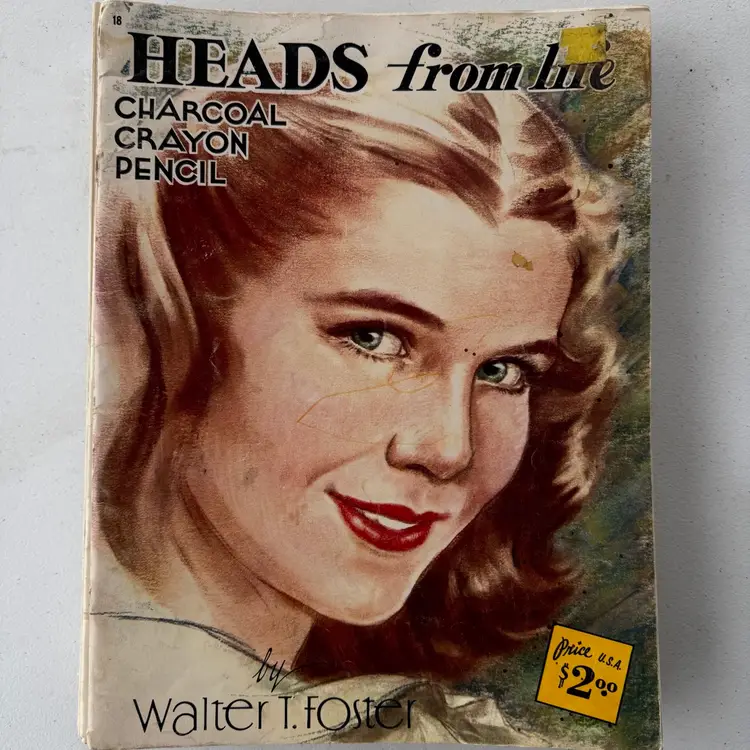 18
HEADS from life
CHARCOAL
CRAYON
PENCIL
by
Walter T. Foster
Price U.S.A.
$2.00